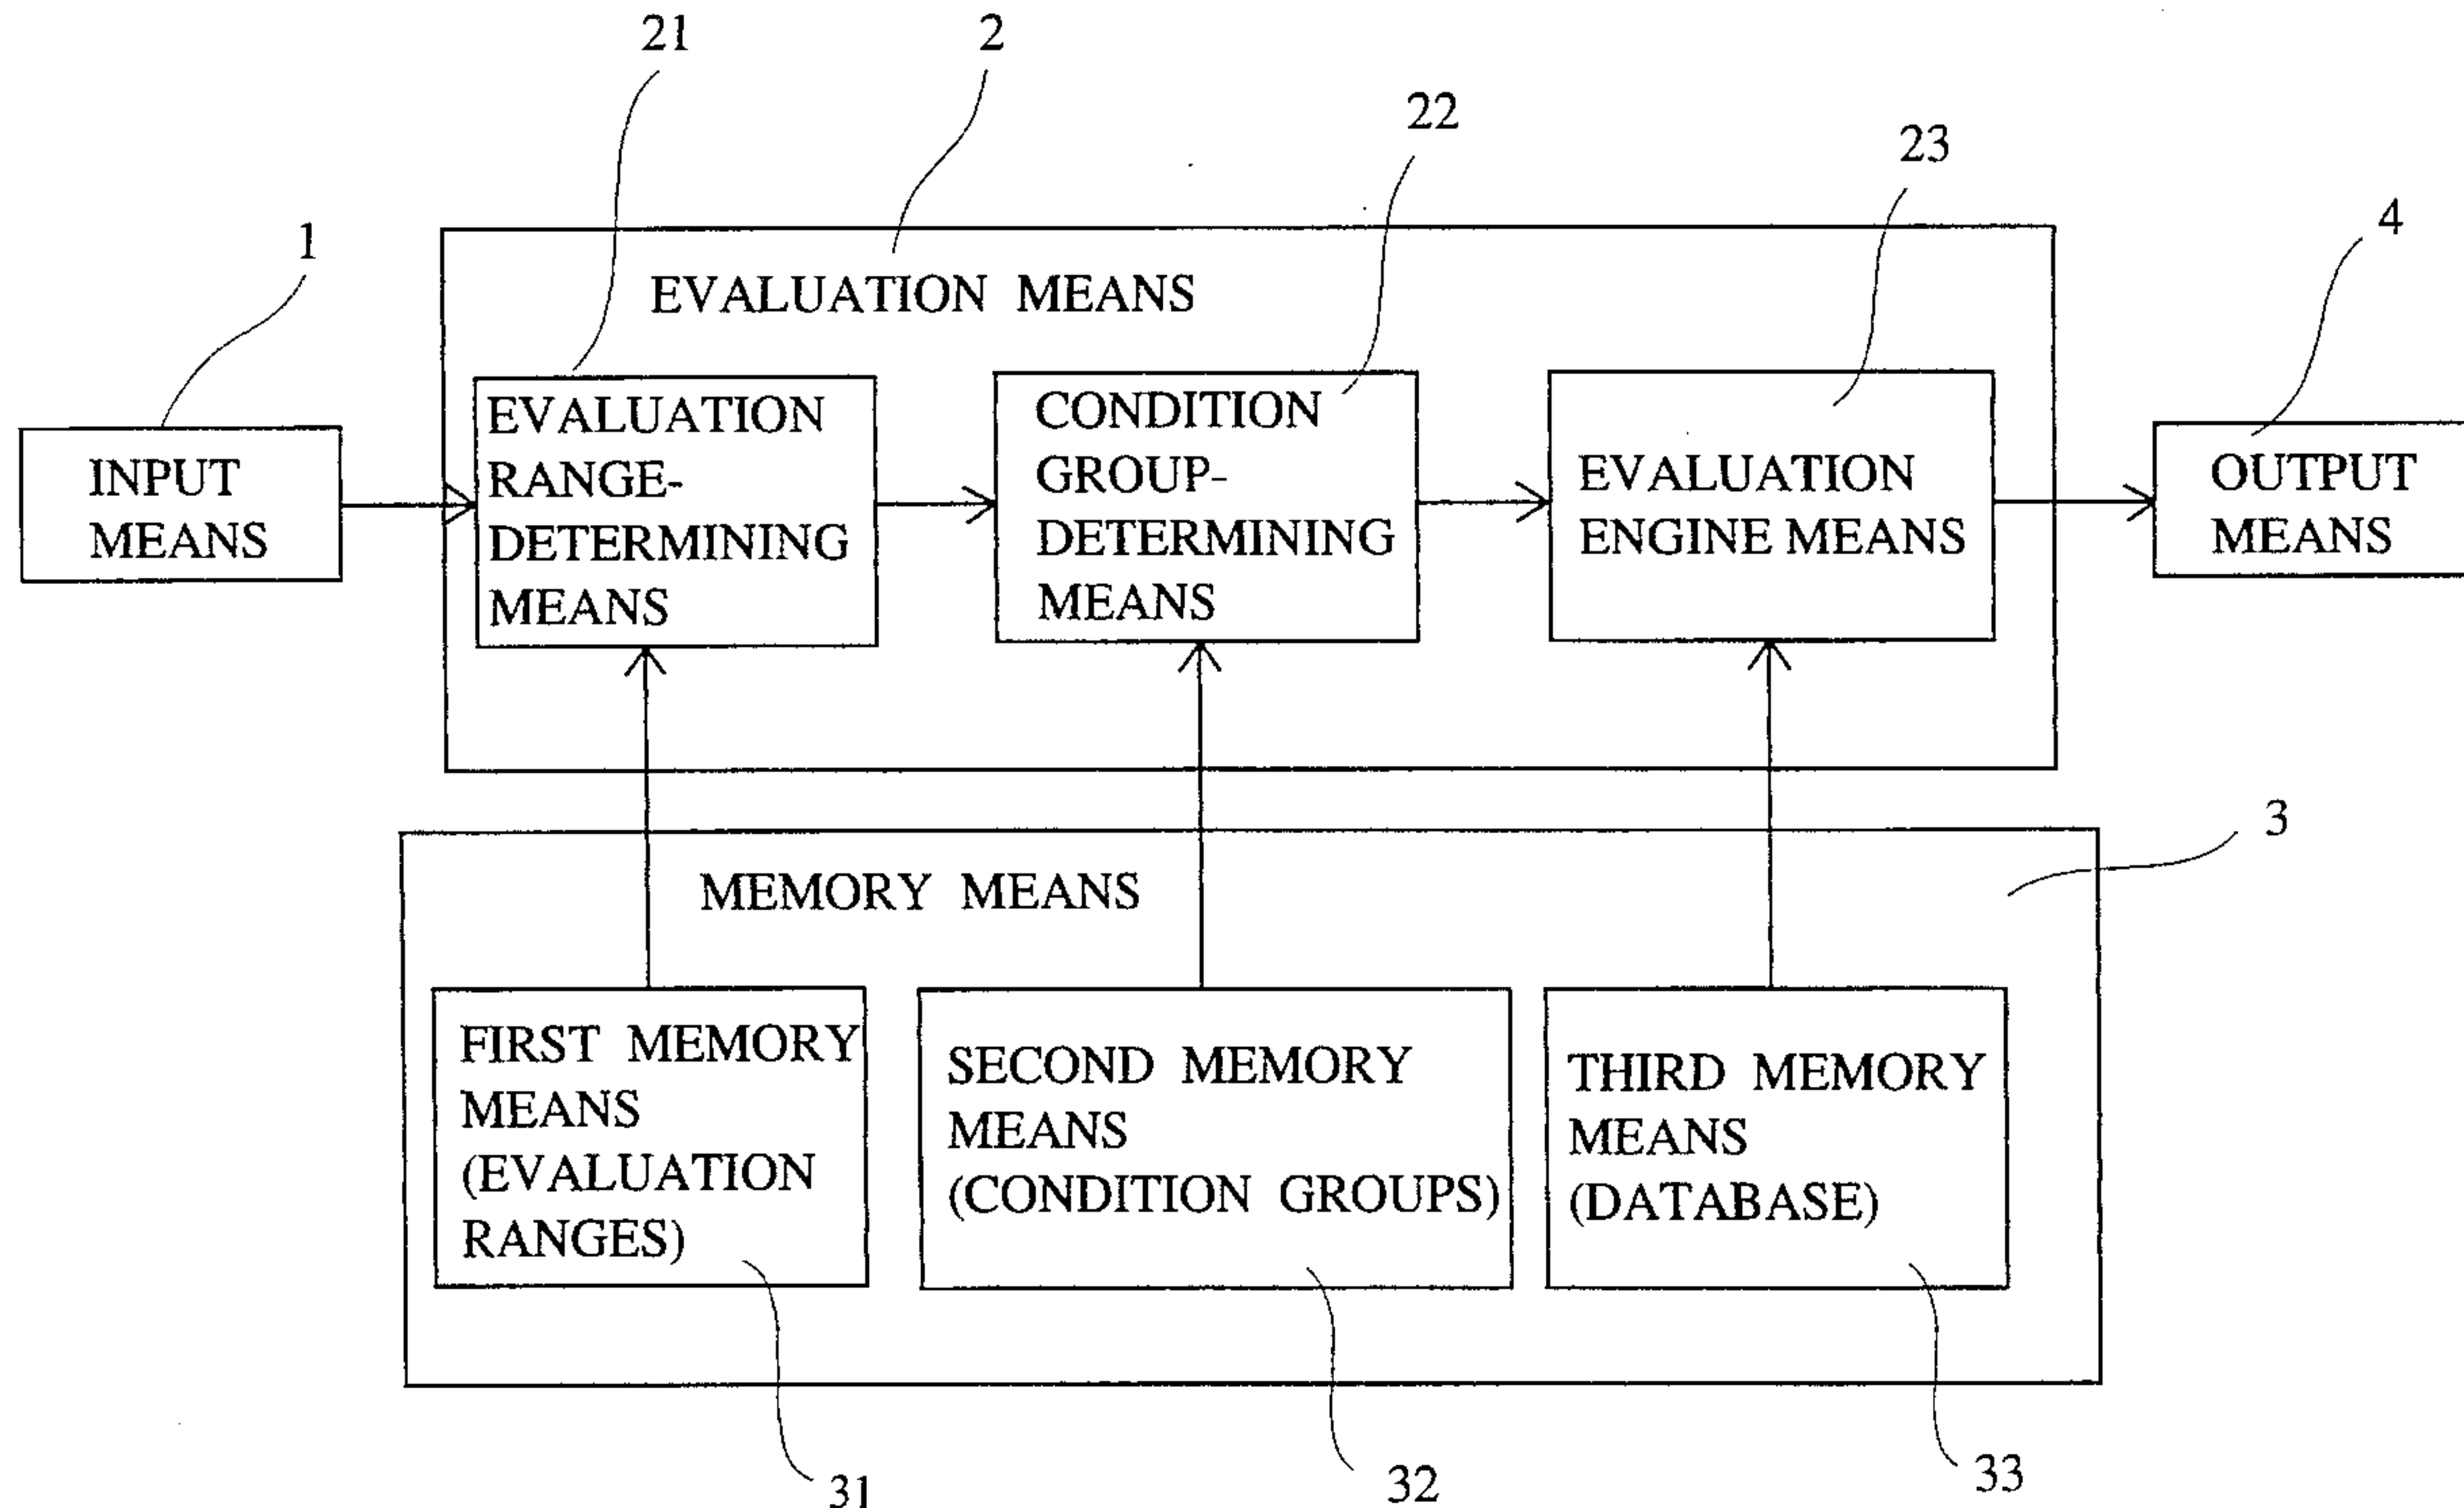 21
2
22
23
1
4
EVALUATION MEANS
INPUT
MEANS
EVALUATION
RANGE-
DETERMINING
MEANS
CONDITION
GROUP-
DETERMINING
MEANS
EVALUATION
ENGINE MEANS
OUTPUT
MEANS
3
MEMORY MEANS
FIRST MEMORY
MEANS
(EVALUATION
RANGES)
SECOND MEMORY
MEANS
(CONDITION GROUPS)
THIRD MEMORY
MEANS
(DATABASE)
31
32
33